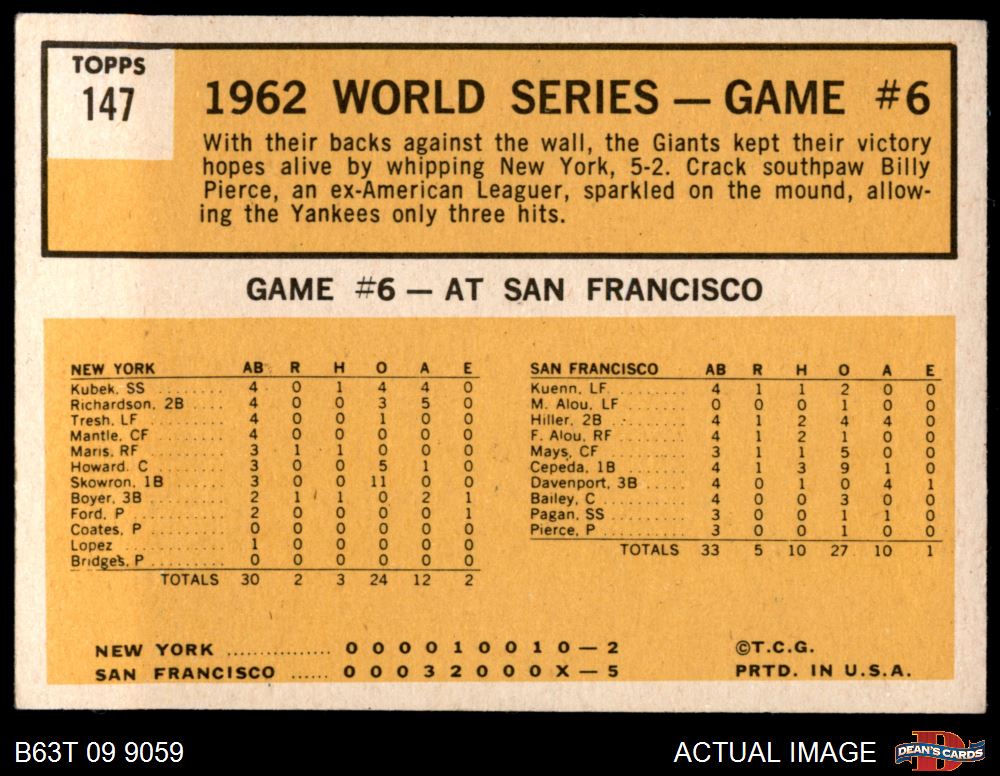 TOPPS
147
1962 WORLD SERIES — GAME #6
With their backs against the wall, the Giants kept their victory
hopes alive by whipping New York, 5-2. Crack southpaw Billy
Pierce, an ex-American Leaguer, sparkled on the mound, allow-
ing the Yankees only three hits.
GAME #6 — AT SAN FRANCISCO
NEW YORK AB R H O A E
Kubek, SS ........ 4 0 1 4 4 0
Richardson, 2B .... 4 0 0 3 5 0
Tresh, LF ........ 4 0 0 1 0 0
Mantle, CF ........ 4 0 0 0 0 0
Maris, RF ........ 3 1 1 0 0 0
Howard, C ........ 3 0 0 5 1 0
Skowron, 1B ...... 3 0 0 11 0 0
Boyer, 3B ........ 2 1 1 0 2 1
Ford, P .......... 2 0 0 0 0 1
Coates, P ........ 0 0 0 0 0 0
Lopez ............ 1 0 0 0 0 0
Bridges, P ........ 0 0 0 0 0 0
TOTALS 30 2 3 24 12 2
SAN FRANCISCO AB R H O A E
Kuenn, LF ........ 4 1 1 2 0 0
M. Alou, LF ...... 0 0 0 1 0 0
Hiller, 2B ........ 4 1 2 4 4 0
F. Alou, RF ...... 4 1 2 1 0 0
Mays, CF ........ 3 1 1 5 0 0
Cepeda, 1B ...... 4 1 3 9 1 0
Davenport, 3B .... 4 0 1 0 4 1
Bailey, C ........ 4 0 0 3 0 0
Pagan, SS ........ 3 0 0 1 1 0
Pierce, P ........ 3 0 0 1 0 0
TOTALS 33 5 10 27 10 1
NEW YORK ............... 0 0 0 0 1 0 0 1 0 — 2
SAN FRANCISCO ...... 0 0 0 3 2 0 0 0 X — 5
©T.C.G.
PRTD. IN U.S.A.
B63T 09 9059
ACTUAL IMAGE
DEAN'S CARDS